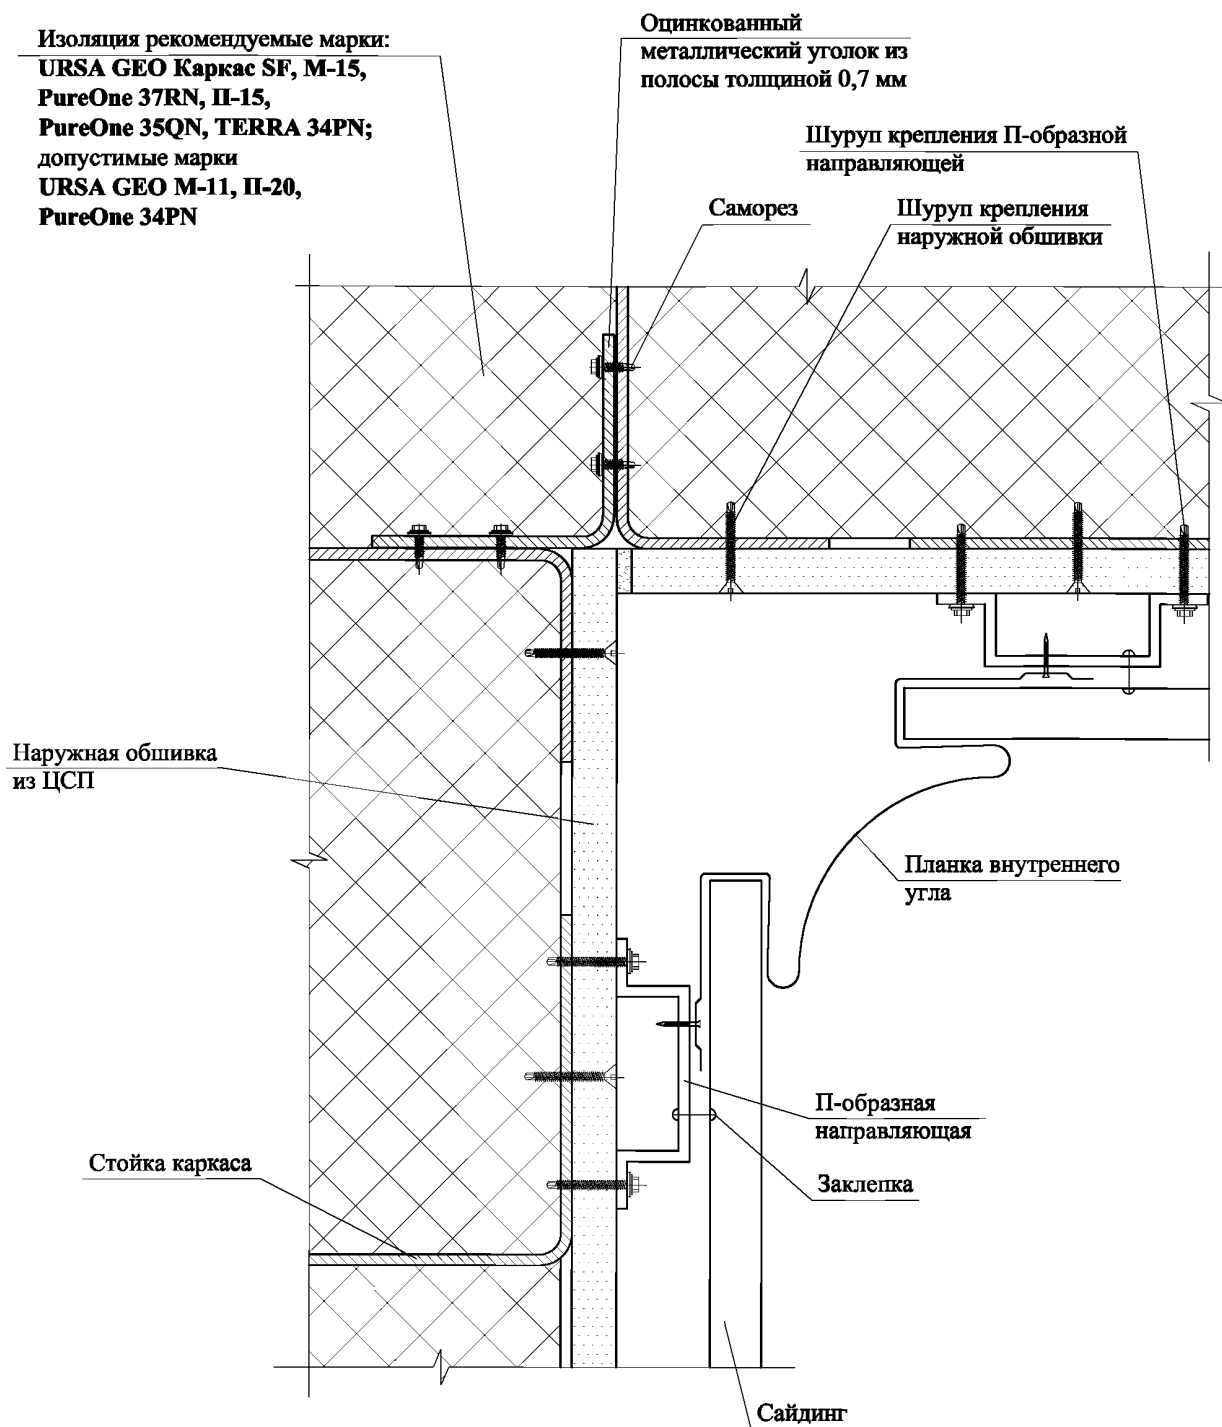 Изоляция рекомендуемые марки:
URSA GEO Каркас SF, М-15,
PureOne 37RN, П-15,
PureOne 35QN, TERRA 34PN;
допустимые марки
URSA GEO М-11, П-20,
PureOne 34PN
Оцинкованный
металлический уголок из
полосы толщиной 0,7 мм
Шуруп крепления П-образной
направляющей
Саморез
Шуруп крепления
наружной обшивки
Наружная обшивка
из ЦСП
Планка внутреннего
угла
П-образная
направляющая
Стойка каркаса
Заклепка
Сайдинг